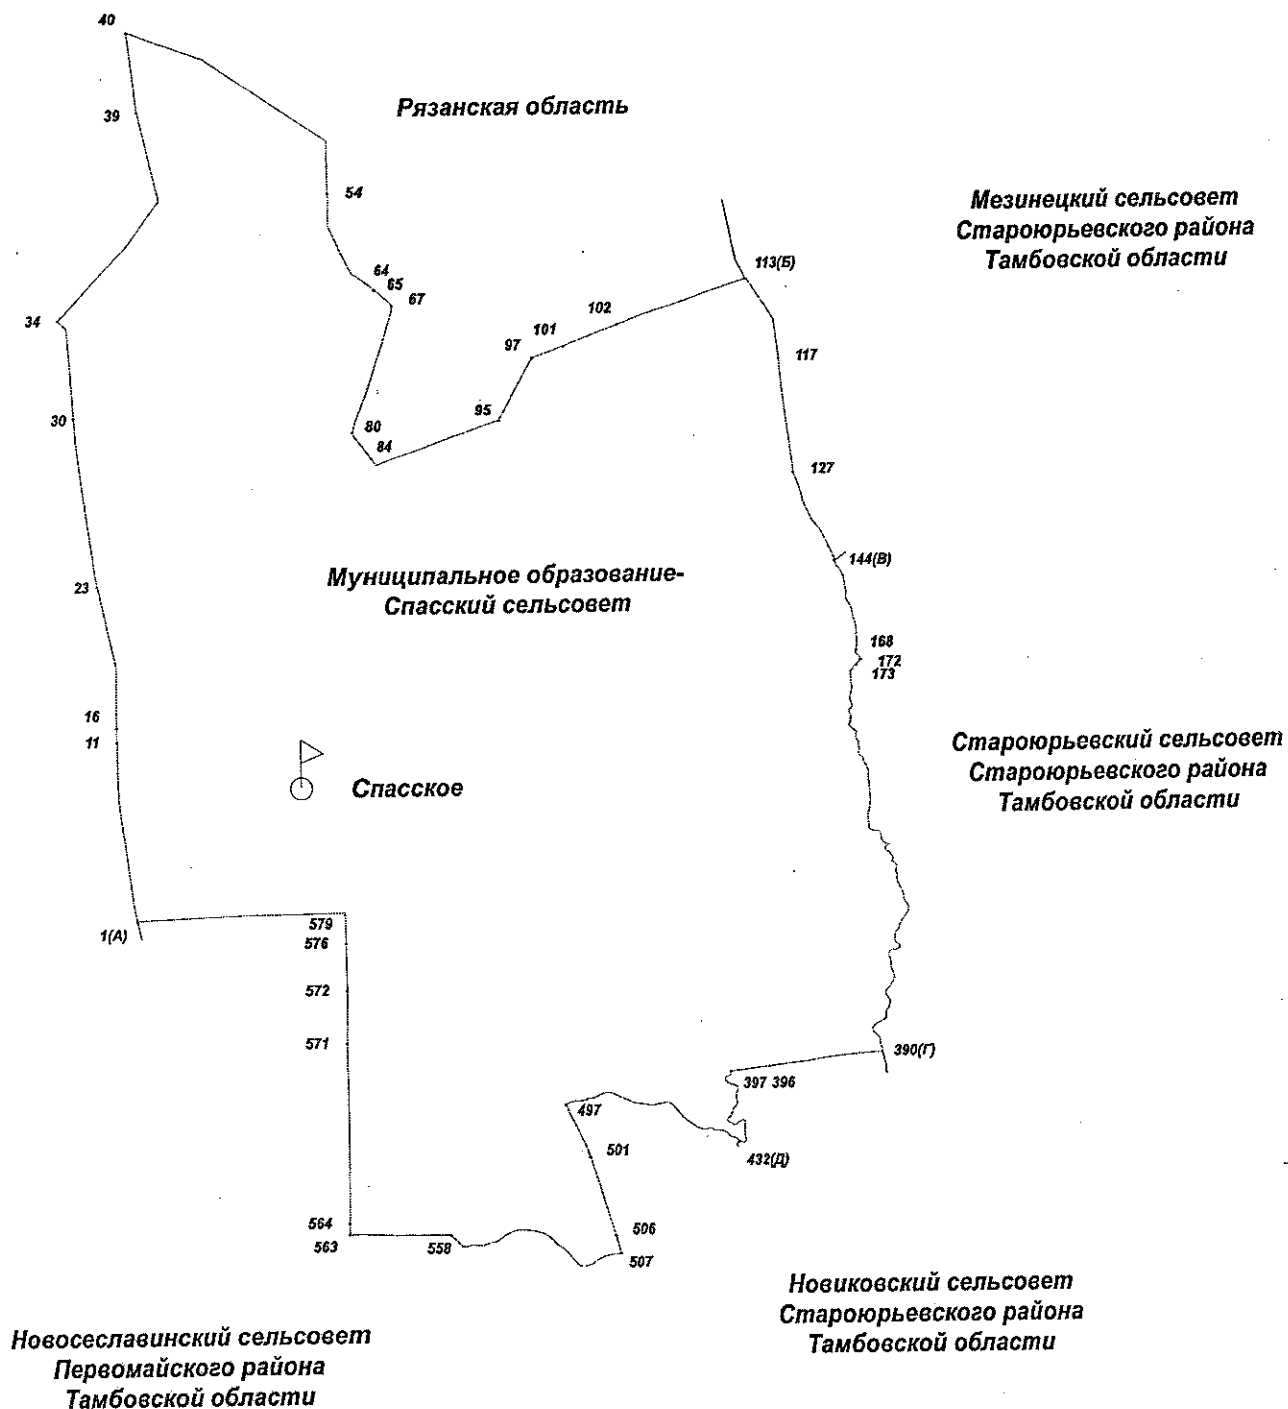 40
Рязанская область
39
54
Мезинецкий сельсовет
Староюрьевского района
Тамбовской области
113(Б)
64
65
67
34
102
101
97
117
30
95
80
84
127
144(В)
Муниципальное образование-
Спасский сельсовет
23
168
172
173
16
11
Староюрьевский сельсовет
Староюрьевского района
Тамбовской области
Спасское
1(А)
579
576
572
571
390(Г)
397 396
497
501
432(Д)
564
563
558
506
507
Новиковский сельсовет
Староюрьевского района
Тамбовской области
Новосеславинский сельсовет
Первомайского района
Тамбовской области